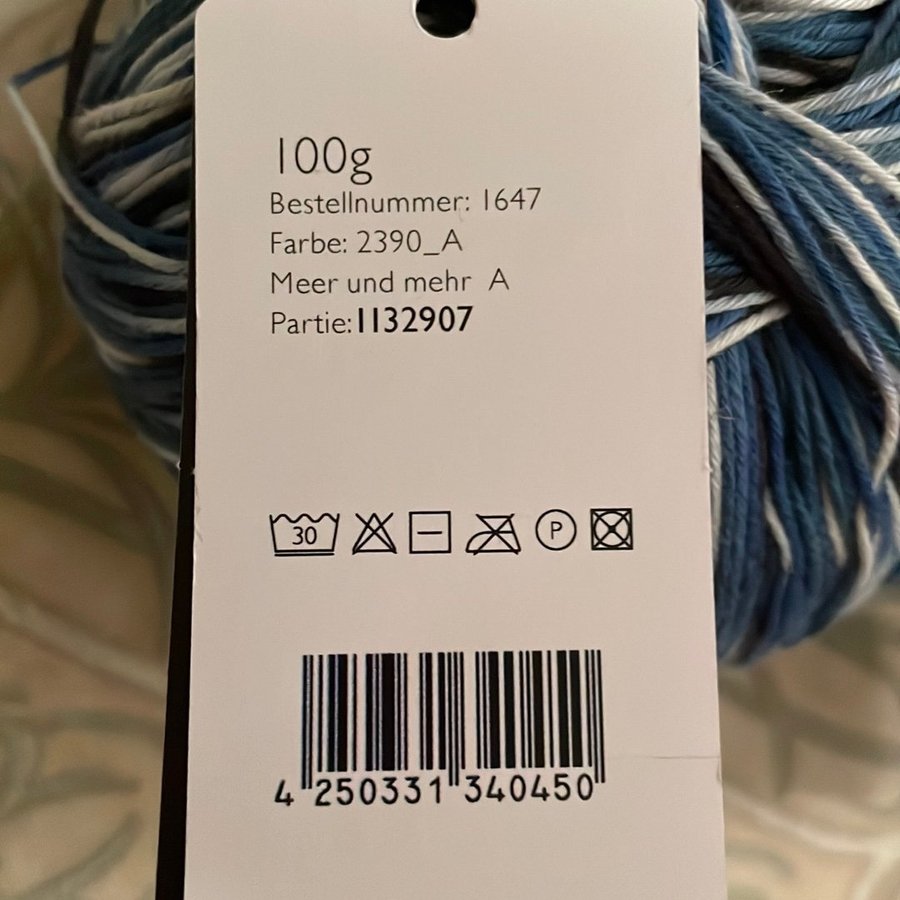 100g
Bestellnummer: 1647
Farbe: 2390_A
Meer und mehr A
Partie:1132907
30
P
4 250331 340450